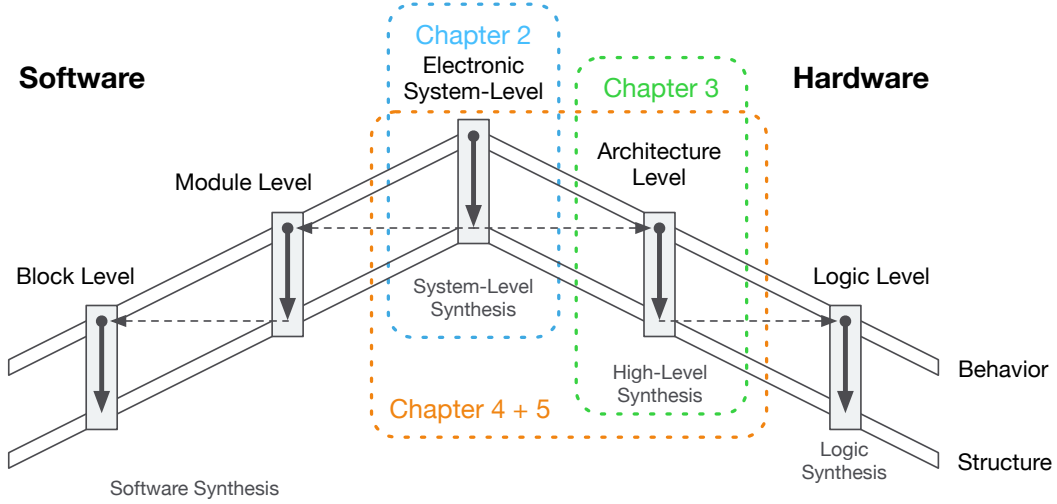 Chapter 2
Software
Electronic
System-Level
Hardware
Chapter 3
Architecture
Level
Module Level
Block Level
Logic Level
System-Level
Synthesis
High-Level
Synthesis
Behavior
Chapter 4 + 5
Logic
Synthesis
Structure
Software Synthesis